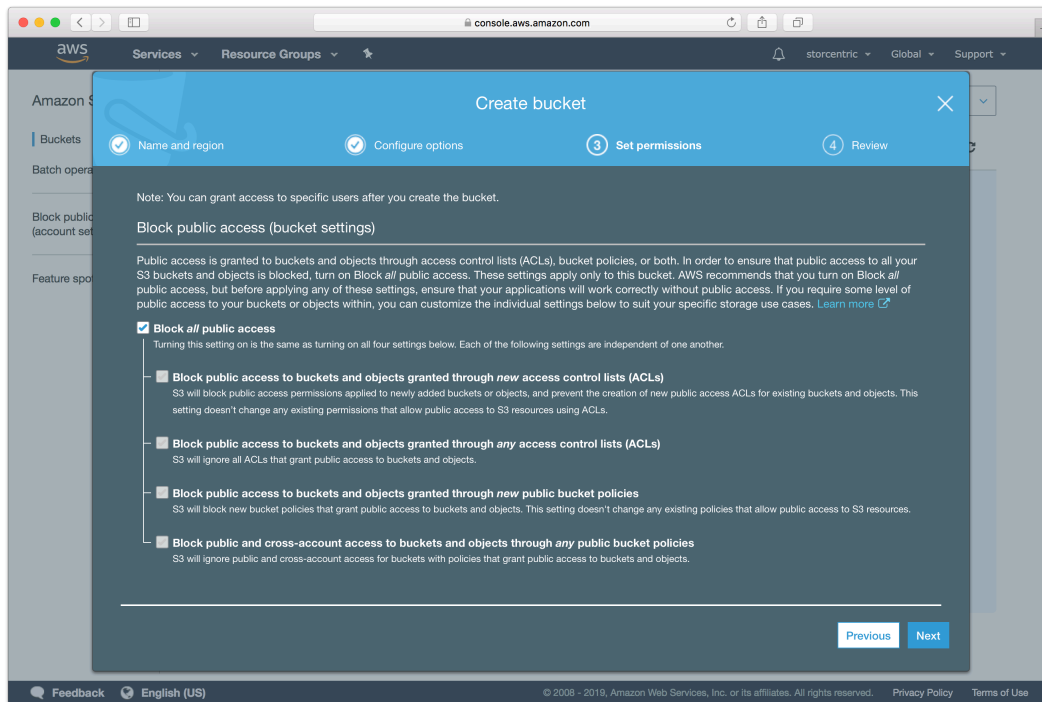 console.aws.amazon.com
aws
Services
Resource Groups
storcentric
Global
Support
Amazon S
Buckets
Batch opera
Block public
(account set
Feature spo
Create bucket
Name and region
Configure options
3 Set permissions
4 Review
Note: You can grant access to specific users after you create the bucket.
Block public access (bucket settings)
Public access is granted to buckets and objects through access control lists (ACLs), bucket policies, or both. In order to ensure that public access to all your
S3 buckets and objects is blocked, turn on Block all public access. These settings apply only to this bucket. AWS recommends that you turn on Block all
public access, but before applying any of these settings, ensure that your applications will work correctly without public access. If you require some level of
public access to your buckets or objects within, you can customize the individual settings below to suit your specific storage use cases. Learn more
Block all public access
Turning this setting on is the same as turning on all four settings below. Each of the following settings are independent of one another.
Block public access to buckets and objects granted through new access control lists (ACLs)
S3 will block public access permissions applied to newly added buckets or objects, and prevent the creation of new public access ACLs for existing buckets and objects. This
setting doesn't change any existing permissions that allow public access to S3 resources using ACLs.
Block public access to buckets and objects granted through any access control lists (ACLs)
S3 will ignore all ACLs that grant public access to buckets and objects.
Block public access to buckets and objects granted through new public bucket policies
S3 will block new bucket policies that grant public access to buckets and objects. This setting doesn't change any existing policies that allow public access to S3 resources.
Block public and cross-account access to buckets and objects through any public bucket policies
S3 will ignore public and cross-account access for buckets with policies that grant public access to buckets and objects.
Previous
Next
Feedback
English (US)
© 2008 - 2019, Amazon Web Services, Inc. or its affiliates. All rights reserved.
Privacy Policy
Terms of Use